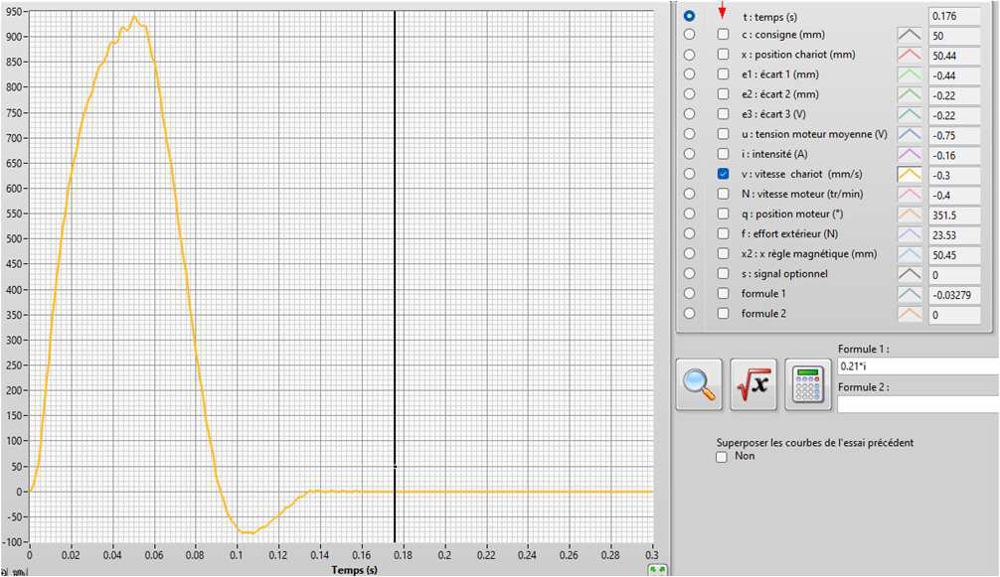 950
900
850
800
750
700
650
600
550
500
450
400
350
300
250
200
150
100
50
0
-50
-100
0 0.02 0.04 0.06 0.08 0.1 0.12 0.14 0.16 0.18 0.2 0.22 0.24 0.26 0.28 0.3
Temps (s)
t : temps (s) 0.176
c : consigne (mm) 50
x : position chariot (mm) 50.44
e1 : écart 1 (mm) -0.44
e2 : écart 2 (mm) -0.22
e3 : écart 3 (V) -0.22
u : tension moteur moyenne (V) -0.75
i : intensité (A) -0.16
v : vitesse chariot (mm/s) -0.3
N : vitesse moteur (tr/min) -0.4
q : position moteur (°) 351.5
f : effort extérieur (N) 23.53
x2 : x règle magnétique (mm) 50.45
s : signal optionnel 0
formule 1 -0.03279
formule 2 0
Formule 1 :
0.21*i
Formule 2 :
√x
Superposer les courbes de l'essai précédent
Non